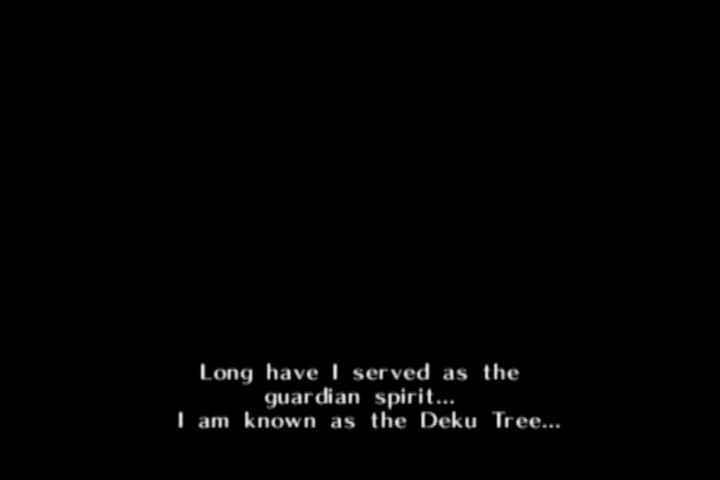 Long have I served as the
guardian spirit...
I am known as the Deku Tree...